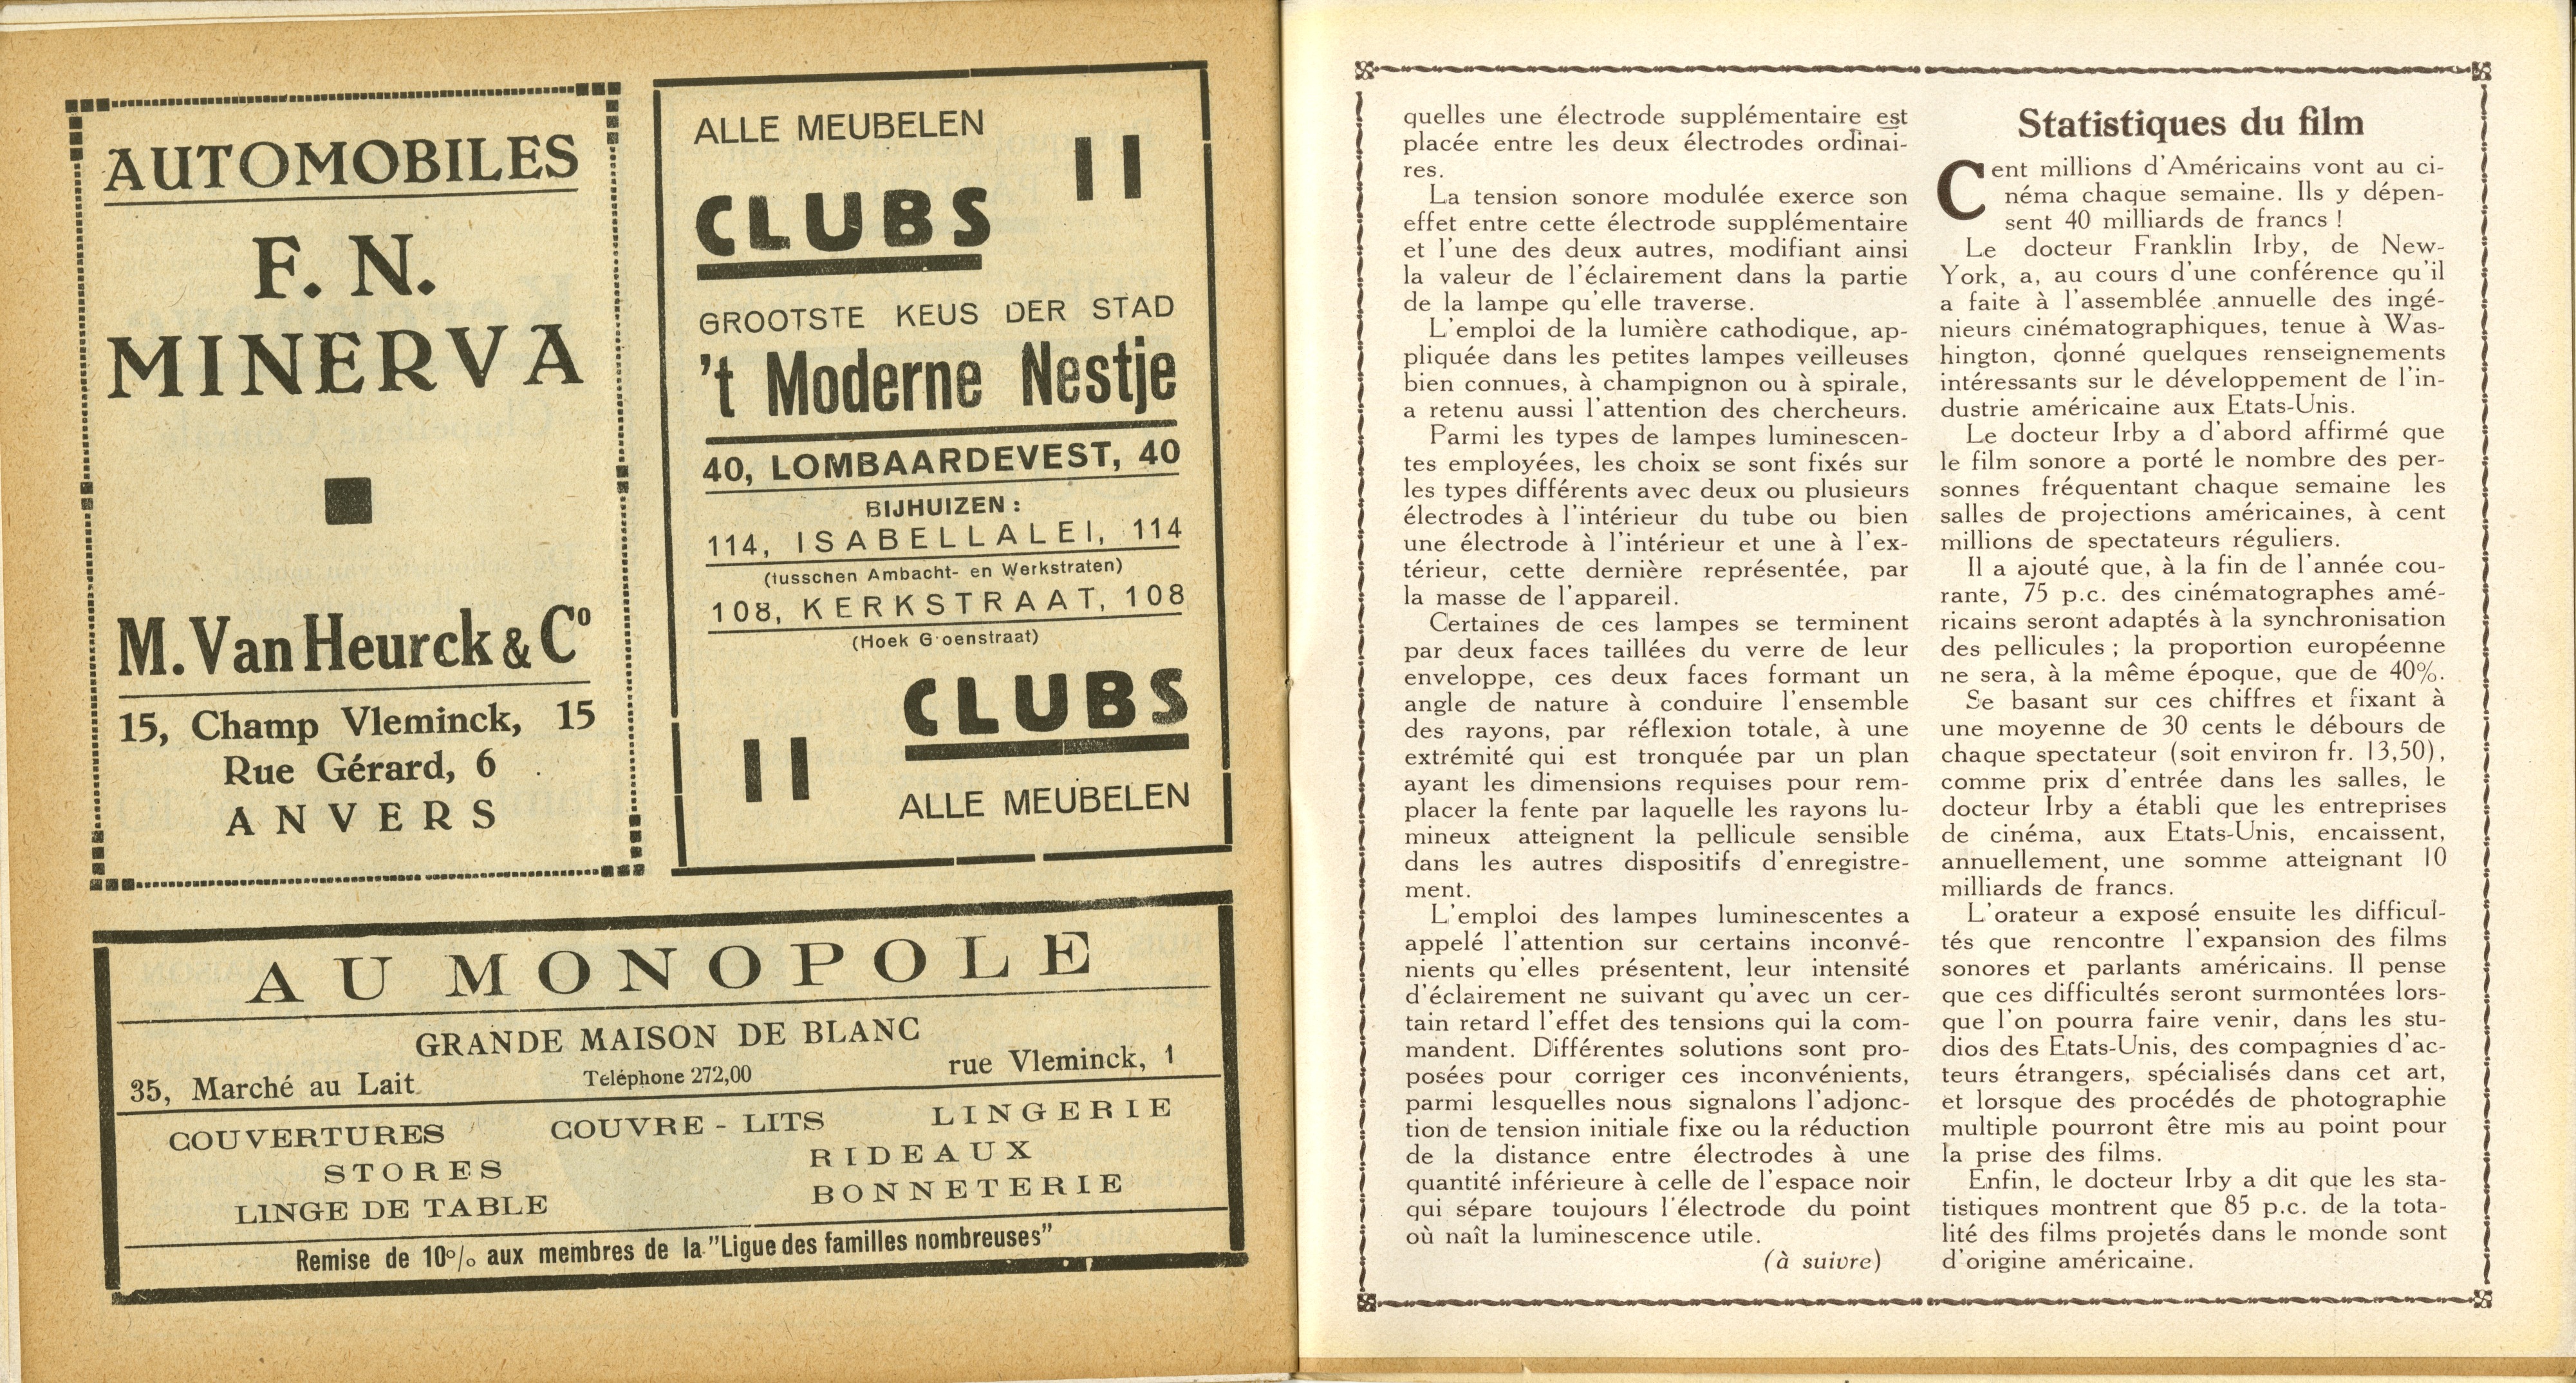 AUTOMOBILES
F. N.
MINERVA
M. Van Heurck & Cº
15, Champ Vleminck, 15
Rue Gérard, 6
ANVERS
ALLE MEUBELEN
CLUBS
GROOTSTE KEUS DER STAD
't Moderne Nestje
40, LOMBAARDEVEST, 40
BIJHUIZEN :
114, ISABELLALEI, 114
(tusschen Ambacht- en Werkstraten)
108, KERKSTRAAT, 108
(Hoek G oenstraat)
CLUBS
ALLE MEUBELEN
AU MONOPOLE
GRANDE MAISON DE BLANC
35, Marché au Lait Teléphone 272,00 rue Vleminck, 1
COUVERTURES COUVRE - LITS LINGERIE
STORES RIDEAUX
LINGE DE TABLE BONNETERIE
Remise de 10% aux membres de la "Ligue des familles nombreuses"
quelles une électrode supplémentaire est
placée entre les deux électrodes ordinai-
res.
La tension sonore modulée exerce son
effet entre cette électrode supplémentaire
et l'une des deux autres, modifiant ainsi
la valeur de l'éclairement dans la partie
de la lampe qu'elle traverse.
L'emploi de la lumière cathodique, ap-
pliquée dans les petites lampes veilleuses
bien connues, à champignon ou à spirale,
a retenu aussi l'attention des chercheurs.
Parmi les types de lampes luminescen-
tes employées, les choix se sont fixés sur
les types différents avec deux ou plusieurs
électrodes à l'intérieur du tube ou bien
une électrode à l'intérieur et une à l'ex-
térieur, cette dernière représentée, par
la masse de l'appareil.
Certaines de ces lampes se terminent
par deux faces taillées du verre de leur
enveloppe, ces deux faces formant un
angle de nature à conduire l'ensemble
des rayons, par réflexion totale, à une
extrémité qui est tronquée par un plan
ayant les dimensions requises pour rem-
placer la fente par laquelle les rayons lu-
mineux atteignent la pellicule sensible
dans les autres dispositifs d'enregistre-
ment.
L'emploi des lampes luminescentes a
appelé l'attention sur certains inconvé-
nients qu'elles présentent, leur intensité
d'éclairement ne suivant qu'avec un cer-
tain retard l'effet des tensions qui la com-
mandent. Différentes solutions sont pro-
posées pour corriger ces inconvénients,
parmi lesquelles nous signalons l'adjonc-
tion de tension initiale fixe ou la réduction
de la distance entre électrodes à une
quantité inférieure à celle de l'espace noir
qui sépare toujours l'électrode du point
où naît la luminescence utile.
(à suivre)
Statistiques du film
Cent millions d'Américains vont au ci-
néma chaque semaine. Ils y dépen-
sent 40 milliards de francs !
Le docteur Franklin Irby, de New-
York, a, au cours d'une conférence qu'il
a faite à l'assemblée annuelle des ingé-
nieurs cinématographiques, tenue à Was-
hington, donné quelques renseignements
intéressants sur le développement de l'in-
dustrie américaine aux Etats-Unis.
Le docteur Irby a d'abord affirmé que
le film sonore a porté le nombre des per-
sonnes fréquentant chaque semaine les
salles de projections américaines, à cent
millions de spectateurs réguliers.
Il a ajouté que, à la fin de l'année cou-
rante, 75 p.c. des cinématographes amé-
ricains seront adaptés à la synchronisation
des pellicules ; la proportion européenne
ne sera, à la même époque, que de 40%.
Se basant sur ces chiffres et fixant à
une moyenne de 30 cents le débours de
chaque spectateur (soit environ fr. 13,50),
comme prix d'entrée dans les salles, le
docteur Irby a établi que les entreprises
de cinéma, aux Etats-Unis, encaissent,
annuellement, une somme atteignant 10
milliards de francs.
L'orateur a exposé ensuite les difficul-
tés que rencontre l'expansion des films
sonores et parlants américains. Il pense
que ces difficultés seront surmontées lors-
que l'on pourra faire venir, dans les stu-
dios des Etats-Unis, des compagnies d'ac-
teurs étrangers, spécialisés dans cet art,
et lorsque des procédés de photographie
multiple pourront être mis au point pour
la prise des films.
Enfin, le docteur Irby a dit que les sta-
tistiques montrent que 85 p.c. de la tota-
lité des films projetés dans le monde sont
d'origine américaine.